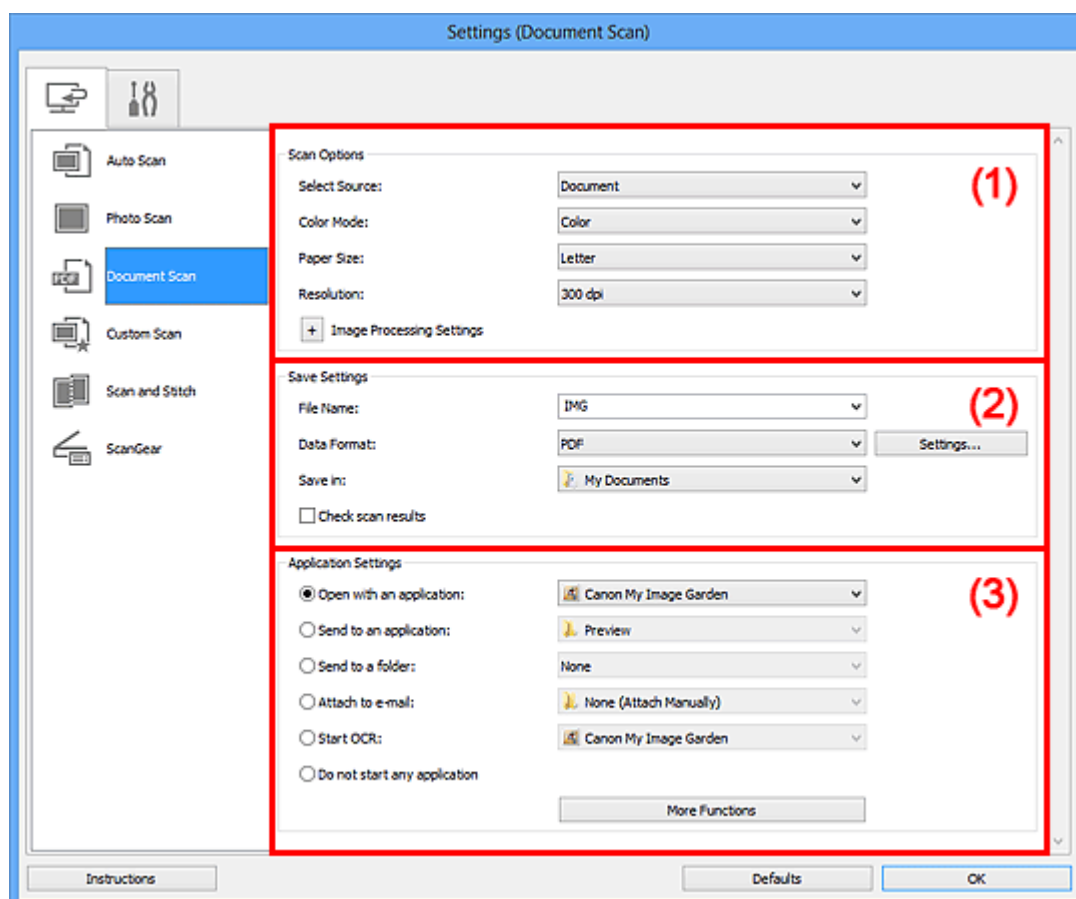 Settings (Document Scan)
Auto Scan
Photo Scan
Document Scan
Custom Scan
Scan and Stitch
ScanGear
Scan Options
(1)
Select Source: Document
Color Mode: Color
Paper Size: Letter
Resolution: 300 dpi
+ Image Processing Settings
Save Settings
(2)
File Name: IMG
Data Format: PDF Settings...
Save in: My Documents
Check scan results
Application Settings
(3)
Open with an application: Canon My Image Garden
Send to an application: Preview
Send to a folder: None
Attach to e-mail: None (Attach Manually)
Start OCR: Canon My Image Garden
Do not start any application
More Functions
Instructions Defaults OK